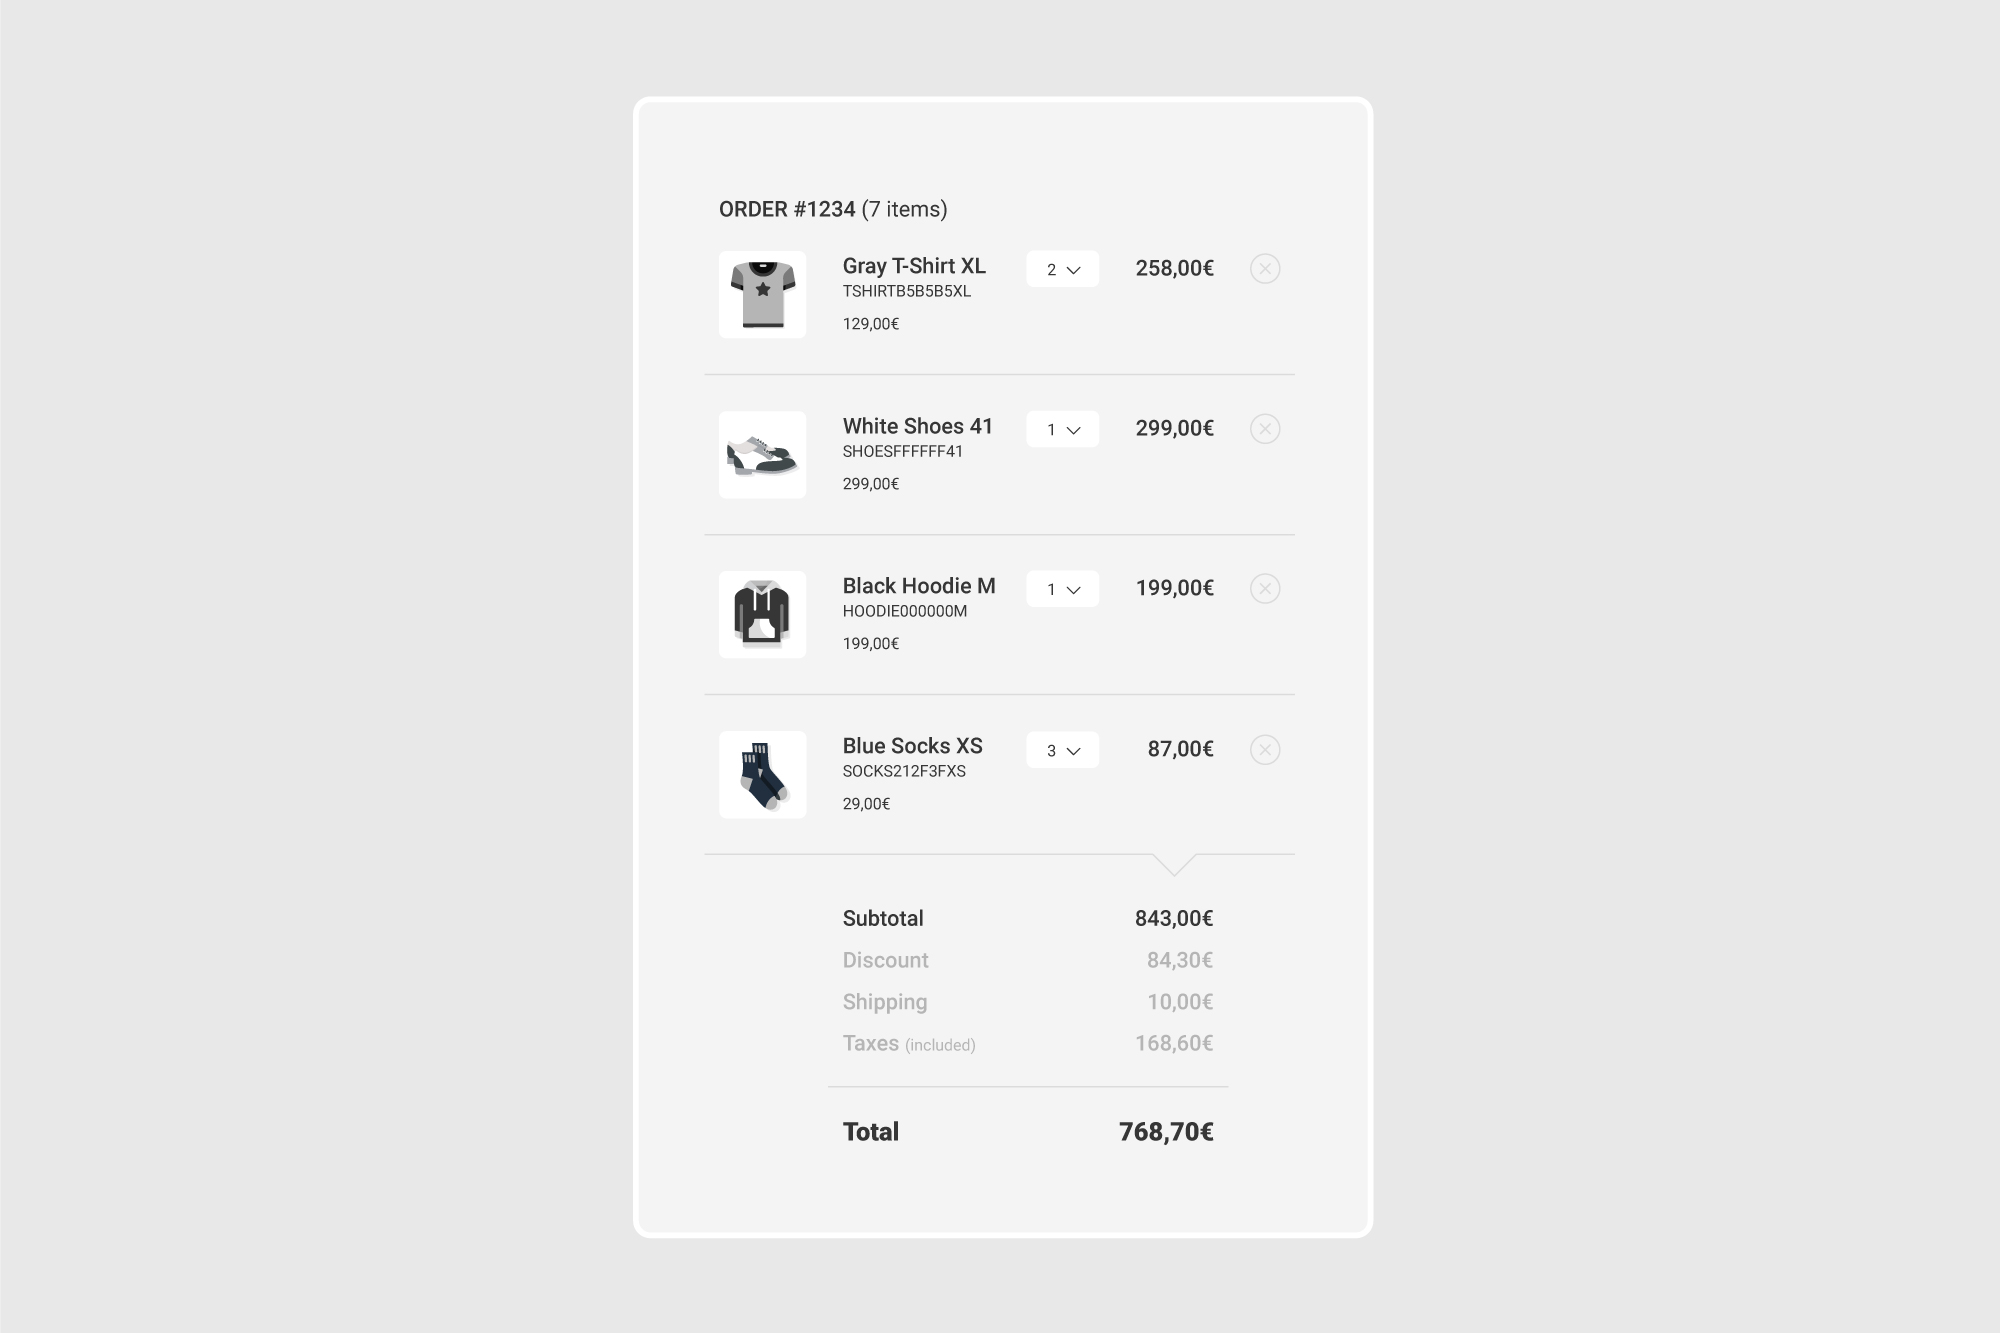 ORDER #1234 (7 items)
Gray T-Shirt XL 2 258,00€
TSHIRTB5B5B5XL
129,00€
White Shoes 41 1 299,00€
SHOESFFFFFF41
299,00€
Black Hoodie M 1 199,00€
HOODIE000000M
199,00€
Blue Socks XS 3 87,00€
SOCKS212F3FXS
29,00€
Subtotal 843,00€
Discount 84,30€
Shipping 10,00€
Taxes (included) 168,60€
Total 768,70€